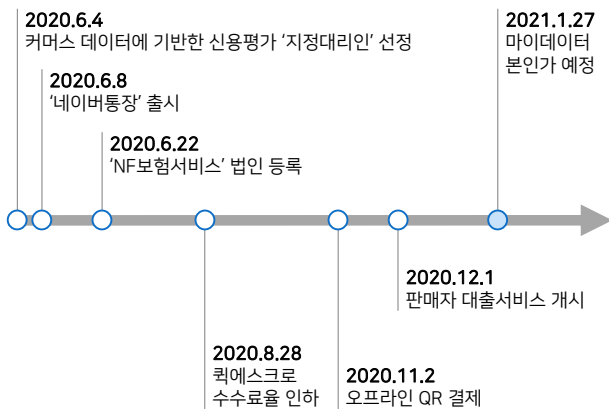 2020.6.4
커머스 데이터에 기반한 신용평가 ‘지정대리인’ 선정
2020.6.8
‘네이버통장’ 출시
2020.6.22
‘NF보험서비스’ 법인 등록
2021.1.27
마이데이터
본인가 예정
2020.8.28
퀵에스크로
수수료율 인하
2020.11.2
오프라인 QR 결제
2020.12.1
판매자 대출서비스 개시